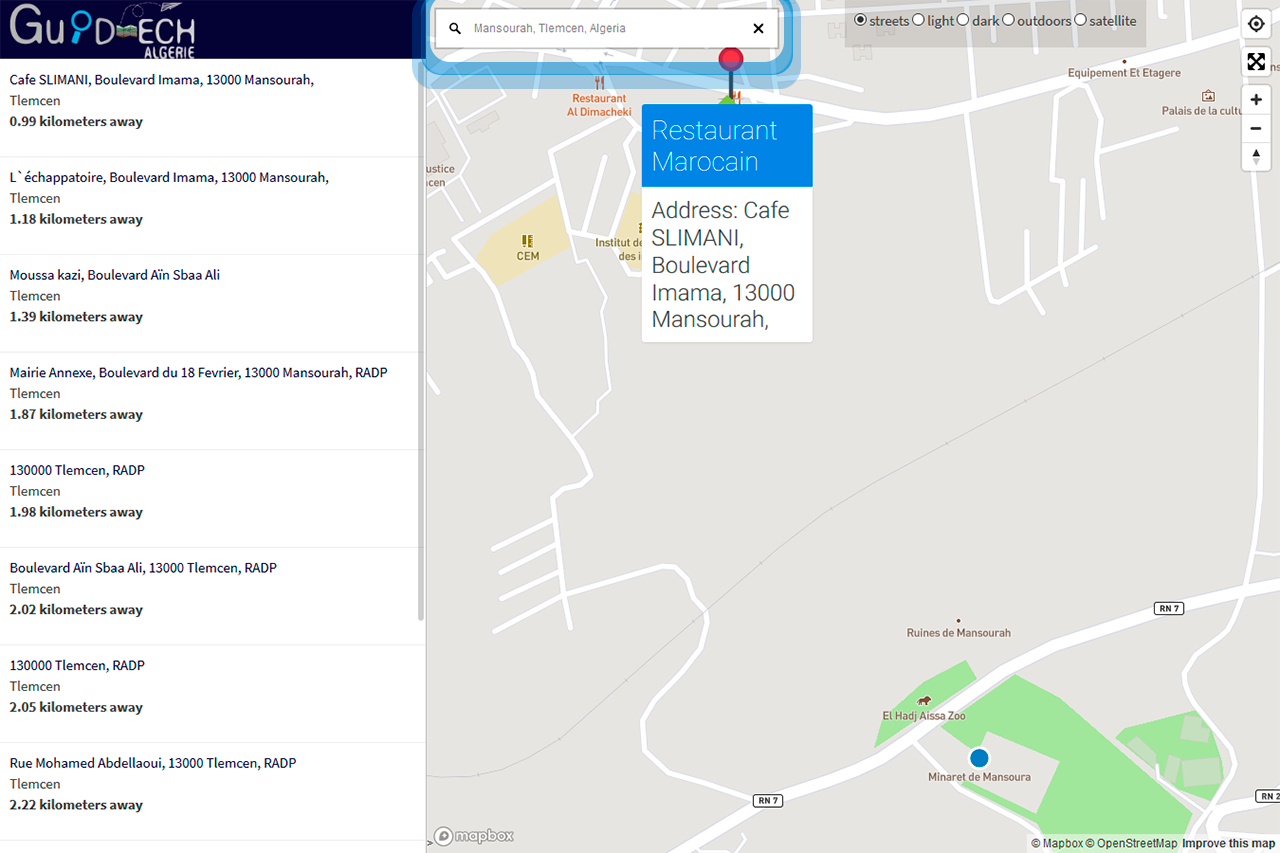 GuiDTECH
ALGERIE
Cafe SLIMANI, Boulevard Imama, 13000 Mansourah,
Tlemcen
0.99 kilometers away
L`échappatoire, Boulevard Imama, 13000 Mansourah,
Tlemcen
1.18 kilometers away
Moussa kazi, Boulevard Aïn Sbaa Ali
Tlemcen
1.39 kilometers away
Mairie Annexe, Boulevard du 18 Fevrier, 13000 Mansourah, RADP
Tlemcen
1.87 kilometers away
130000 Tlemcen, RADP
Tlemcen
1.98 kilometers away
Boulevard Aïn Sbaa Ali, 13000 Tlemcen, RADP
Tlemcen
2.02 kilometers away
130000 Tlemcen, RADP
Tlemcen
2.05 kilometers away
Rue Mohamed Abdellaoui, 13000 Tlemcen, RADP
Tlemcen
2.22 kilometers away
Mansourah, Tlemcen, Algeria
streets light dark outdoors satellite
Equipement Et Etagere
Palais de la cultu
Restaurant
Al Dimacheki
Restaurant
Marocain
Address: Cafe
SLIMANI,
Boulevard
Imama, 13000
Mansourah,
ustice
cen
CEM
Institut de
des i
RN 7
Ruines de Mansourah
El Hadj Aissa Zoo
Minaret de Mansoura
RN 7
RN 2
mapbox
© Mapbox © OpenStreetMap Improve this map